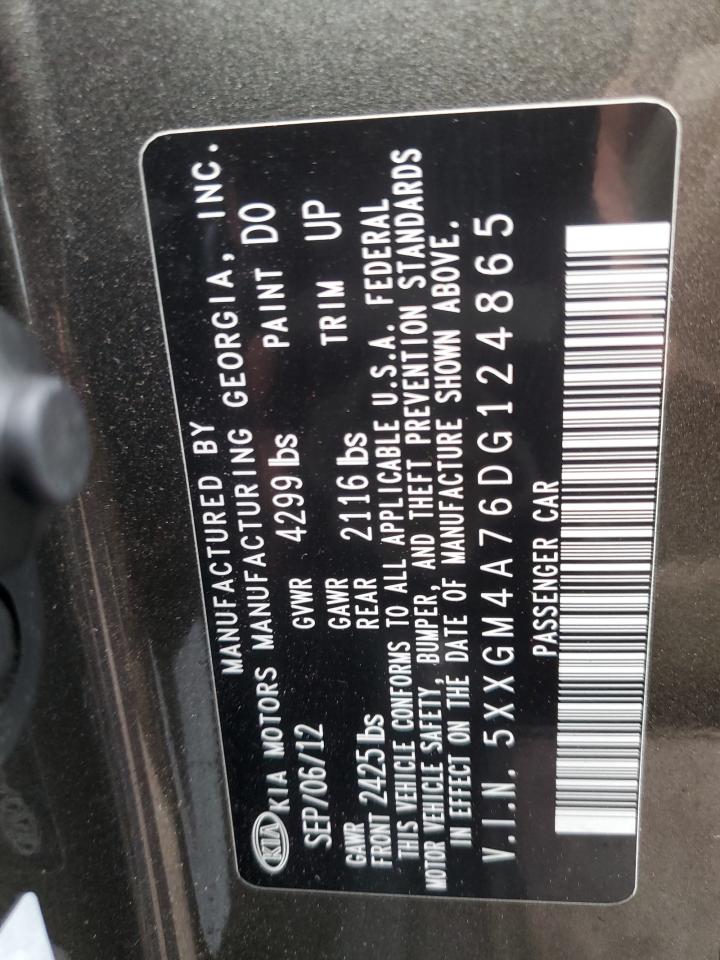 MANUFACTURED BY
KIA KIA MOTORS MANUFACTURING GEORGIA, INC.
SEP/06/12 GVWR 4299 lbs PAINT DO
GAWR FRONT 2425 lbs GAWR REAR 2116 lbs TRIM UP
THIS VEHICLE CONFORMS TO ALL APPLICABLE U.S.A. FEDERAL
MOTOR VEHICLE SAFETY, BUMPER, AND THEFT PREVENTION STANDARDS
IN EFFECT ON THE DATE OF MANUFACTURE SHOWN ABOVE.
V.I.N. 5XXGM4A76DG124865
PASSENGER CAR